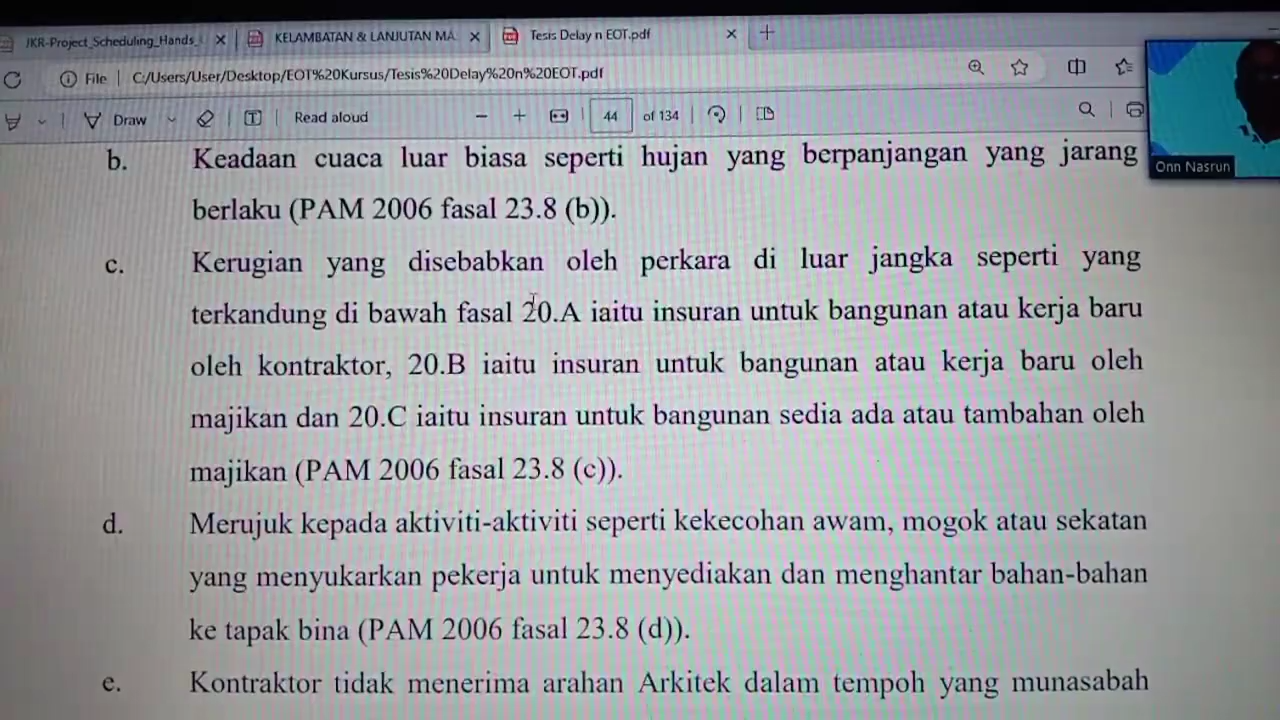 JKR-Project_Scheduling_Hands_
KELAMBATAN & LANJUTAN MA
Tesis Delay n EOT.pdf
File
C:/Users/User/Desktop/EOT%20Kursus/Tesis%20Delay%20n%20EOT.pdf
Draw
Read aloud
44
of 134
Onn Nasrun
b. Keadaan cuaca luar biasa seperti hujan yang berpanjangan yang jarang
berlaku (PAM 2006 fasal 23.8 (b)).
c. Kerugian yang disebabkan oleh perkara di luar jangka seperti yang
terkandung di bawah fasal 20.A iaitu insuran untuk bangunan atau kerja baru
oleh kontraktor, 20.B iaitu insuran untuk bangunan atau kerja baru oleh
majikan dan 20.C iaitu insuran untuk bangunan sedia ada atau tambahan oleh
majikan (PAM 2006 fasal 23.8 (c)).
d. Merujuk kepada aktiviti-aktiviti seperti kekecohan awam, mogok atau sekatan
yang menyukarkan pekerja untuk menyediakan dan menghantar bahan-bahan
ke tapak bina (PAM 2006 fasal 23.8 (d)).
e. Kontraktor tidak menerima arahan Arkitek dalam tempoh yang munasabah